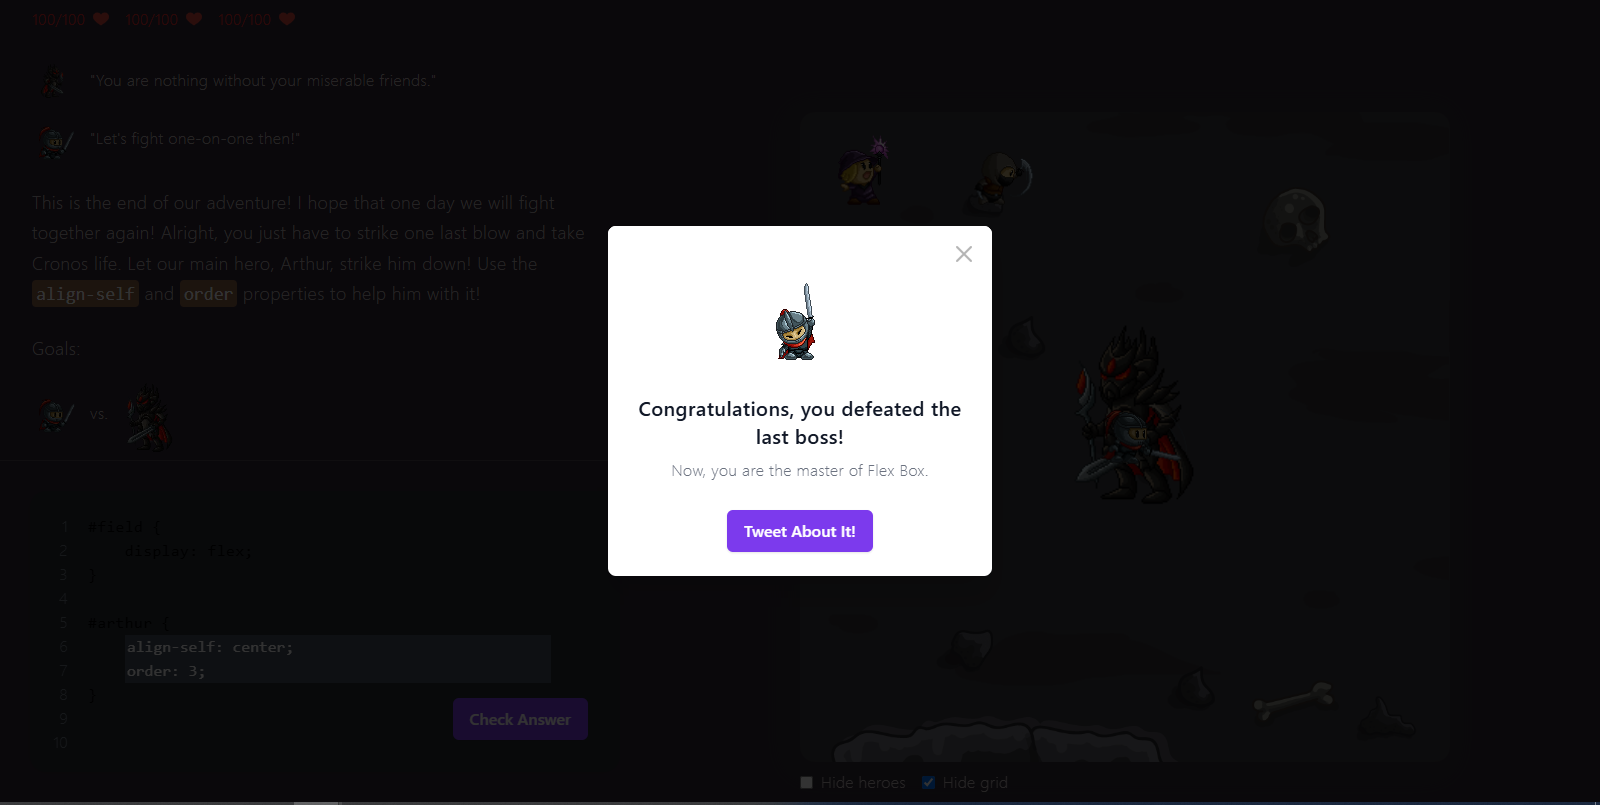 100/100 100/100 100/100
"You are nothing without your miserable friends."
"Let's fight one-on-one then!"
This is the end of our adventure! I hope that one day we will fight
together again! Alright, you just have to strike one last blow and take
Cronos life. Let our main hero, Arthur, strike him down! Use the
align-self and order properties to help him with it!
Goals:
vs.
1 #field {
2 display: flex;
3 }
4
5 #arthur {
6 align-self: center;
7 order: 3;
8 }
9
10
Check Answer
Congratulations, you defeated the
last boss!
Now, you are the master of Flex Box.
Tweet About It!
Hide heroes Hide grid